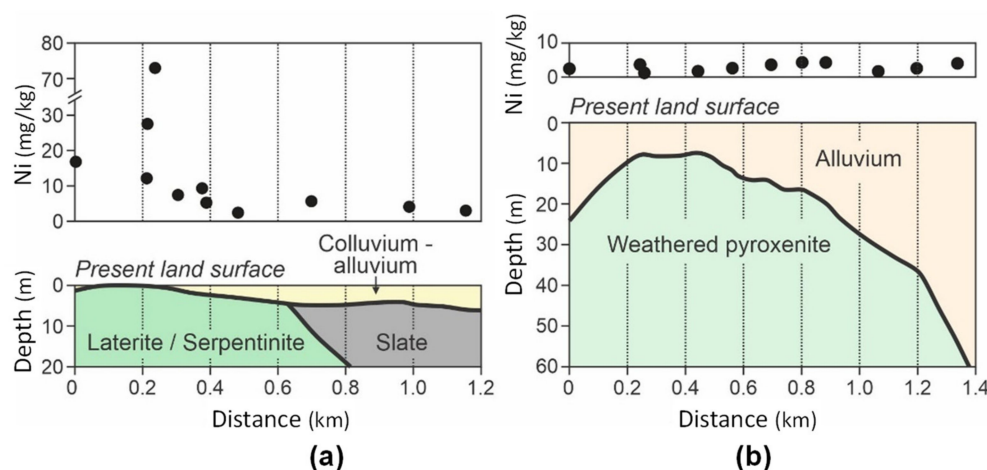 Ni (mg/kg)
80
70
30
20
10
0
Colluvium -
alluvium
Present land surface
Depth (m)
0
10
20
Laterite / Serpentinite
Slate
0
0.2
0.4
0.6
0.8
1.0
1.2
Distance (km)
(a)
Ni (mg/kg)
10
0
Present land surface
Depth (m)
0
10
20
30
40
50
60
Alluvium
Weathered pyroxenite
0
0.2
0.4
0.6
0.8
1.0
1.2
1.4
Distance (km)
(b)